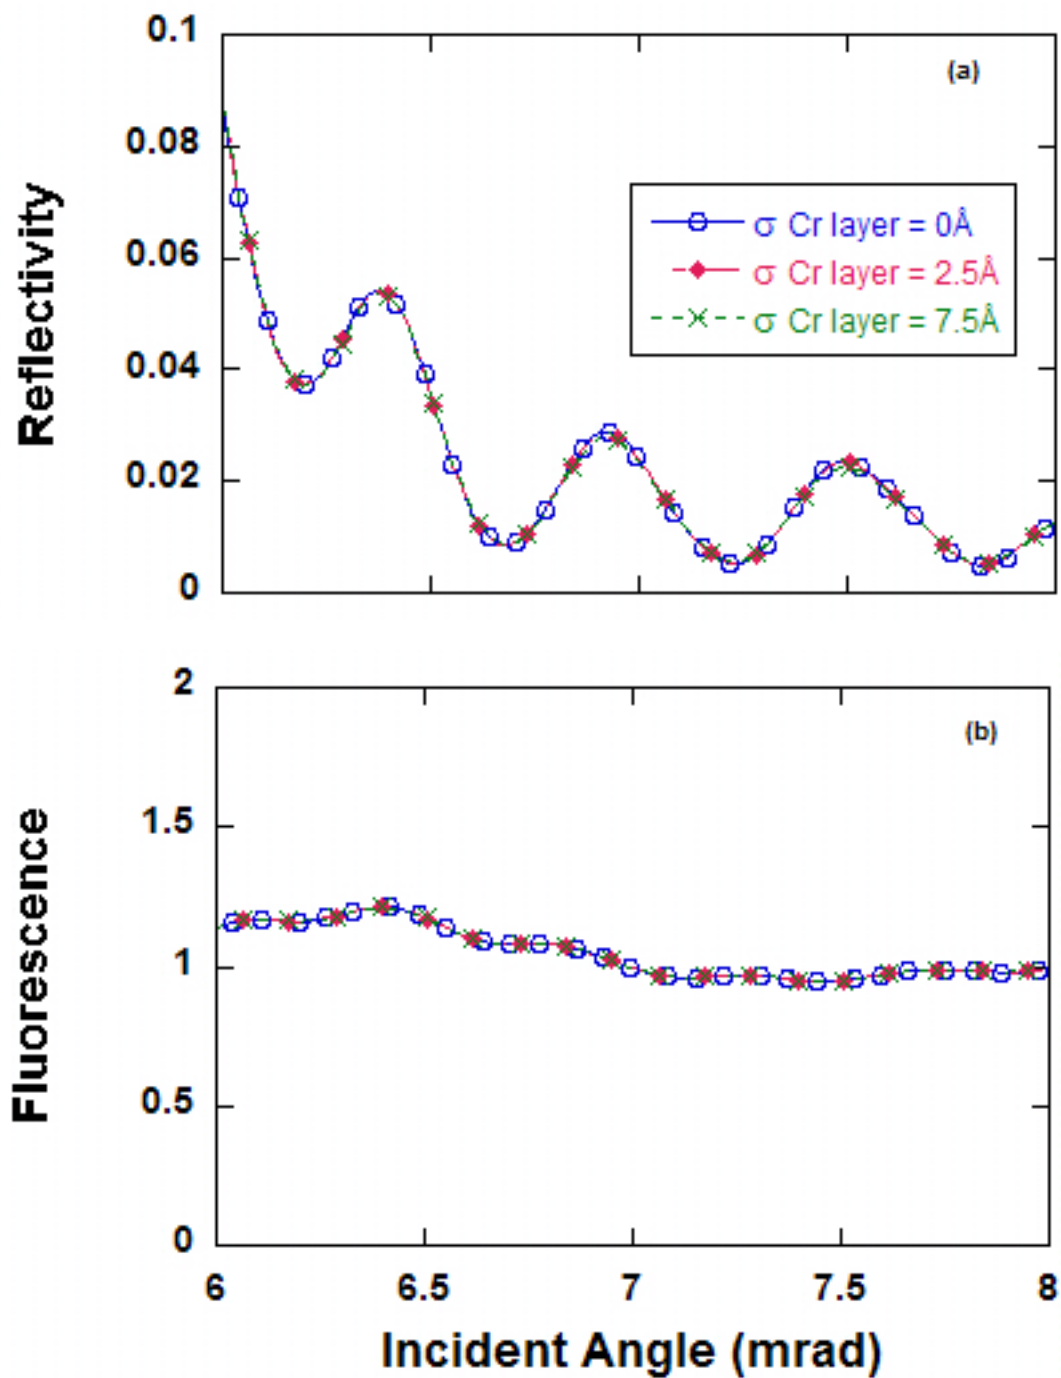 0.1
(a)
0.08
0.06
0.04
0.02
0
Reflectivity
σ Cr layer = 0Å
σ Cr layer = 2.5Å
σ Cr layer = 7.5Å
2
(b)
1.5
1
0.5
0
Fluorescence
6 6.5 7 7.5 8
Incident Angle (mrad)